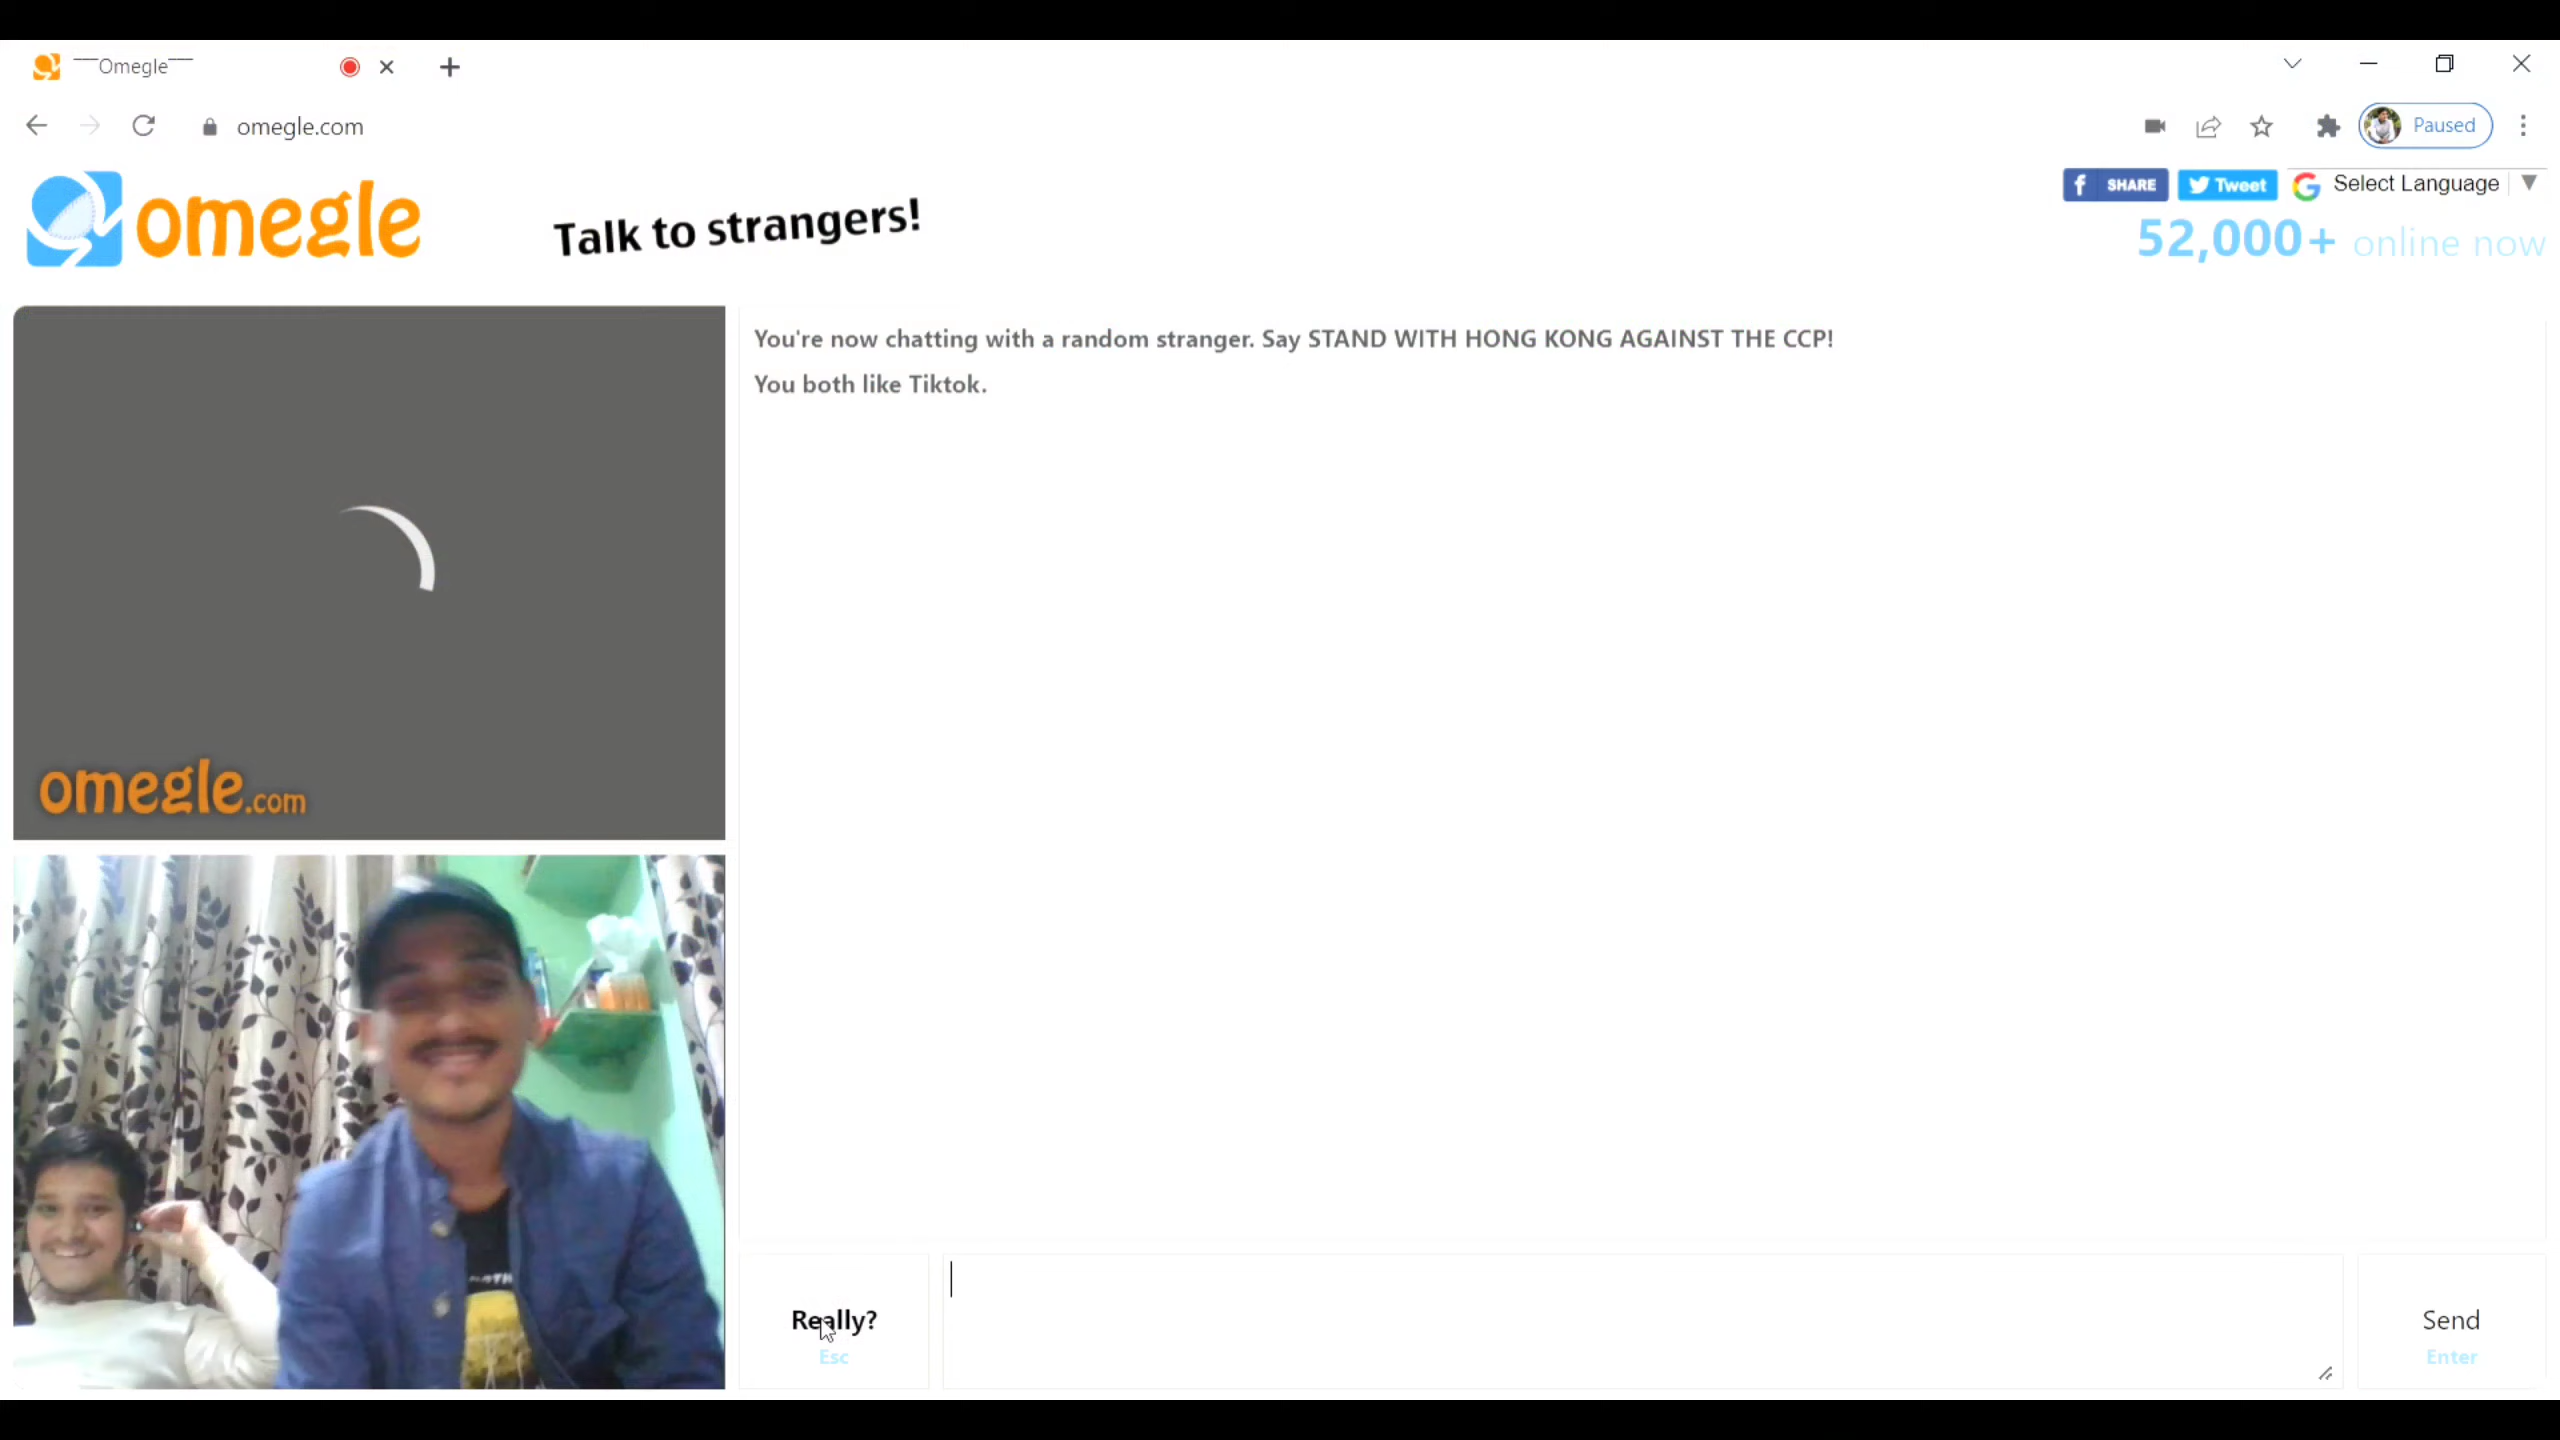 Omegle
omegle.com
Paused
omegle
Talk to strangers!
SHARE
Tweet
Select Language
52,000+ online now
You're now chatting with a random stranger. Say STAND WITH HONG KONG AGAINST THE CCP!
You both like Tiktok.
omegle.com
Really?
Esc
Send
Enter